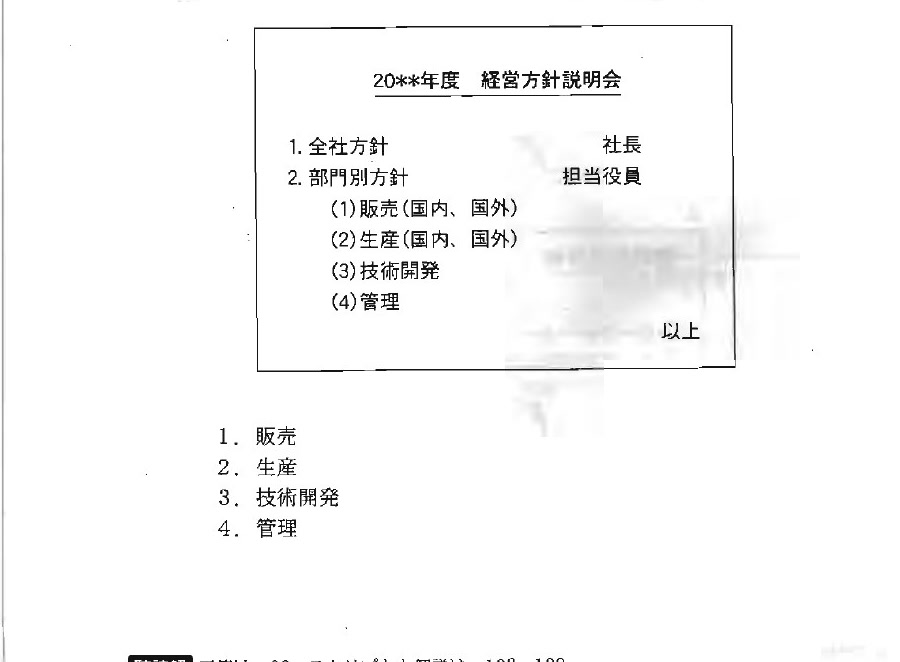 20**年度　経営方針説明会
1. 全社方針　社長
2. 部門別方針　担当役員
(1)販売(国内、国外)
(2)生産(国内、国外)
(3)技術開発
(4)管理
以上
1．販売
2．生産
3．技術開発
4．管理